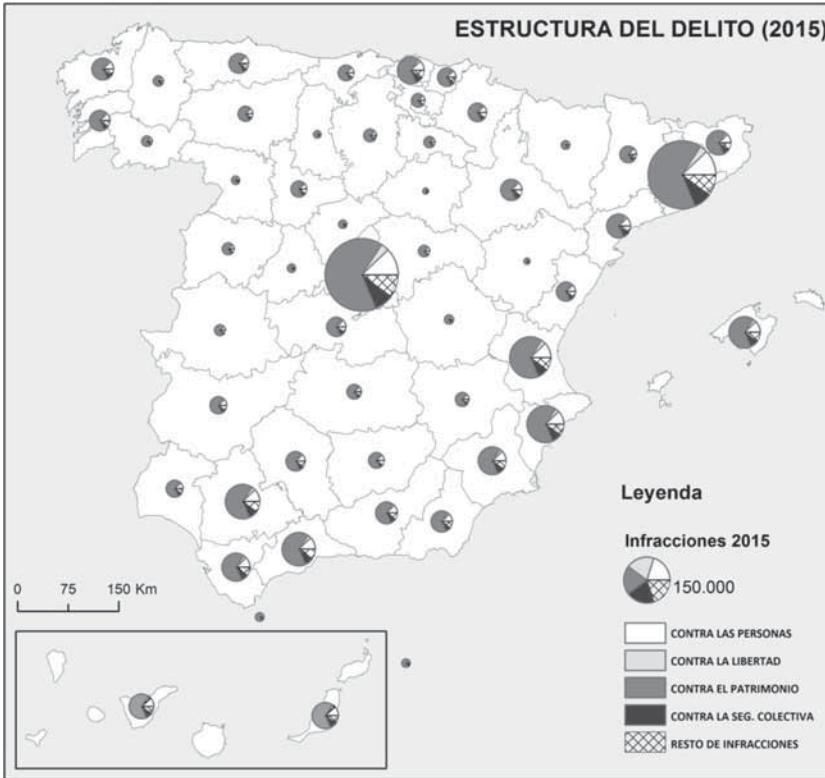 ESTRUCTURA DEL DELITO (2015)
Leyenda
Infracciones 2015
150.000
CONTRA LAS PERSONAS
CONTRA LA LIBERTAD
CONTRA EL PATRIMONIO
CONTRA LA SEG. COLECTIVA
RESTO DE INFRACCIONES
0 75 150 Km